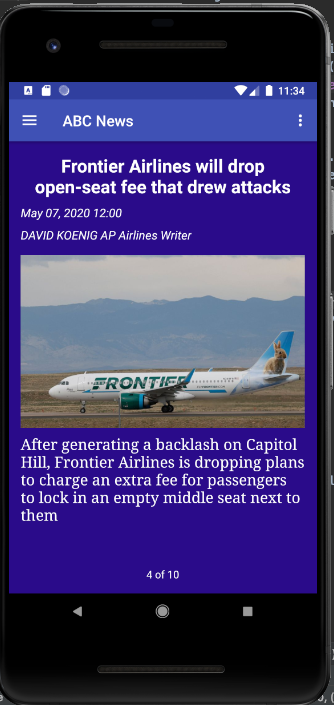 11:34
ABC News
Frontier Airlines will drop
open-seat fee that drew attacks
May 07, 2020 12:00
DAVID KOENIG AP Airlines Writer
FRONTIER
After generating a backlash on Capitol
Hill, Frontier Airlines is dropping plans
to charge an extra fee for passengers
to lock in an empty middle seat next to
them
4 of 10